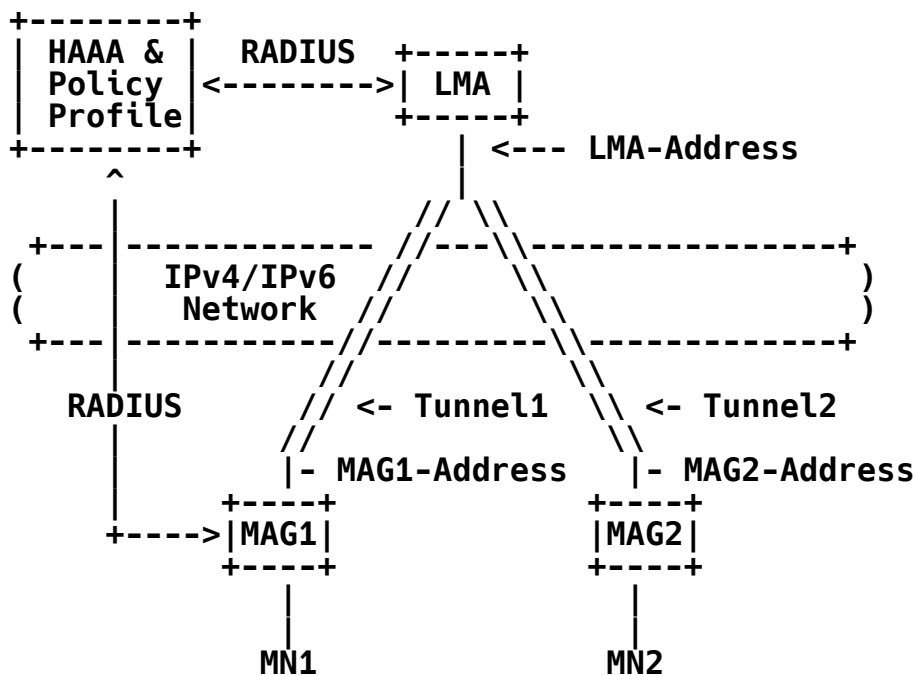 +--------+
| HAAA & |  RADIUS  +-----+
| Policy |<-------->| LMA |
| Profile|          +-----+
+--------+             | <--- LMA-Address
     ^                 |
     |               // \\
 +---|------------- //---\\----------------+
(    |  IPv4/IPv6  //     \\                )
(    |   Network  //       \\               )
 +---|-----------//---------\\-------------+
     |          //           \\
  RADIUS       // <- Tunnel1  \\ <- Tunnel2
     |        //               \\
     |        |- MAG1-Address   |- MAG2-Address
     |     +----+             +----+
     +---->|MAG1|             |MAG2|
           +----+             +----+
              |                 |
              |                 |
             MN1               MN2